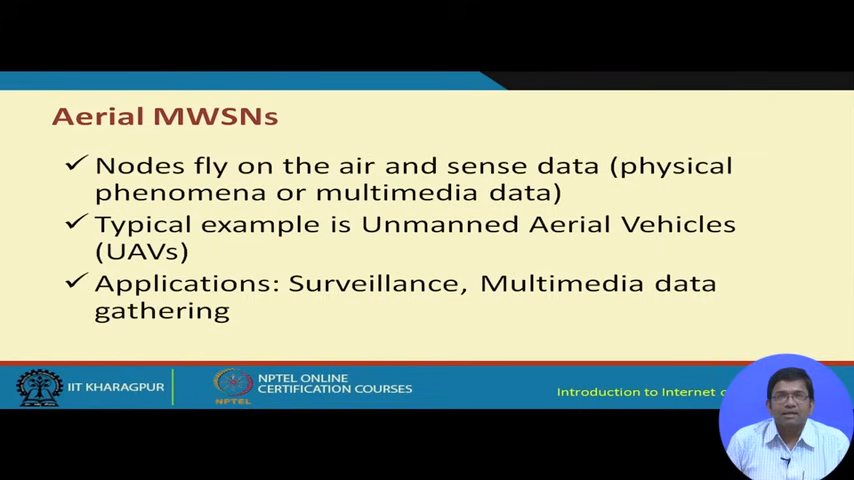 Aerial MWSNs
✓ Nodes fly on the air and sense data (physical
phenomena or multimedia data)
✓ Typical example is Unmanned Aerial Vehicles
(UAVs)
✓ Applications: Surveillance, Multimedia data
gathering
IIT KHARAGPUR
NPTEL ONLINE
CERTIFICATION COURSES
NPTEL
Introduction to Internet